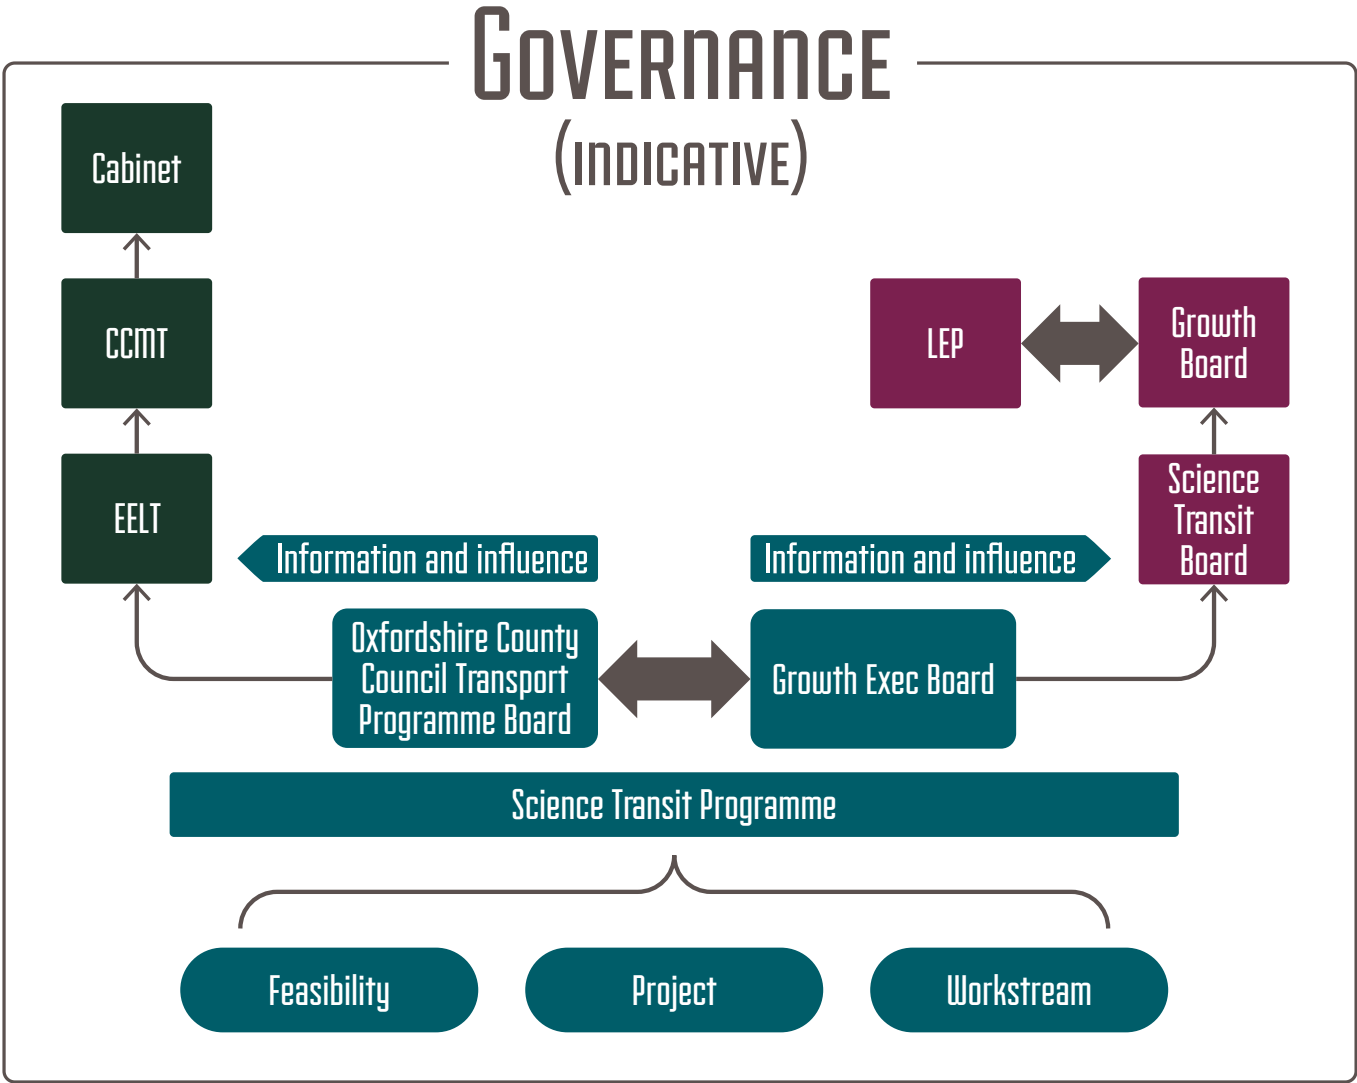 GOVERNANCE
(INDICATIVE)
Cabinet
CCMT
EELT
LEP
Growth
Board
Science
Transit
Board
Information and influence
Information and influence
Oxfordshire County
Council Transport
Programme Board
Growth Exec Board
Science Transit Programme
Feasibility
Project
Workstream